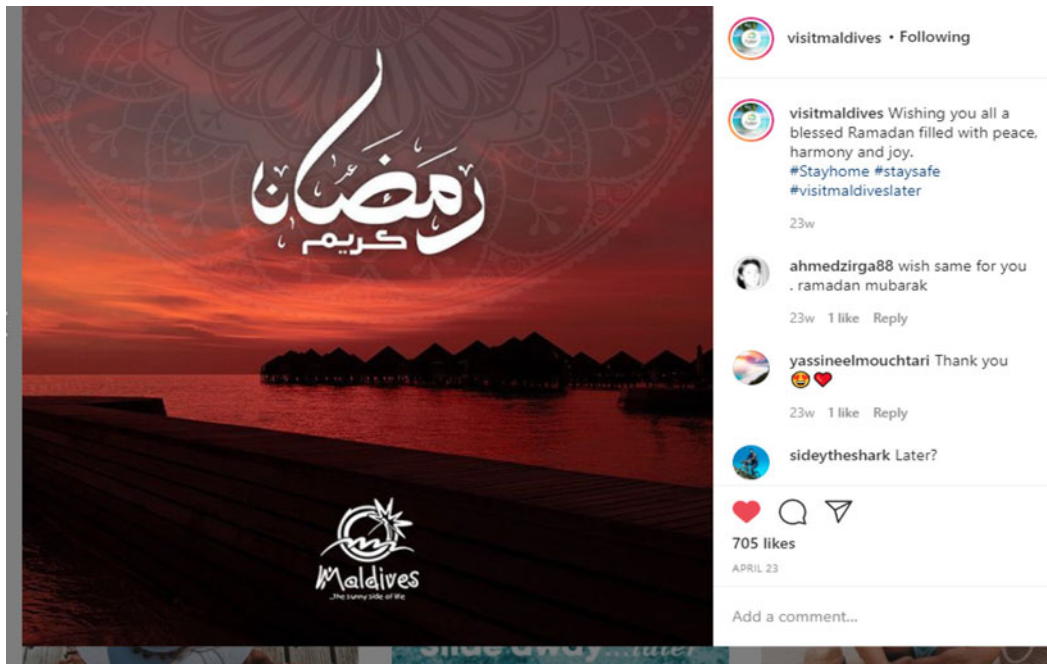 رمضان
كريم
Maldives
...the sunny side of life
visitmaldives • Following
visitmaldives Wishing you all a
blessed Ramadan filled with peace,
harmony and joy.
#Stayhome #staysafe
#visitmaldiveslater
23w
ahmedzirga88 wish same for you
. ramadan mubarak
23w 1 like Reply
yassineelmouchtari Thank you
🤩❤️
23w 1 like Reply
sideytheshark Later?
705 likes
APRIL 23
Add a comment...
away...later